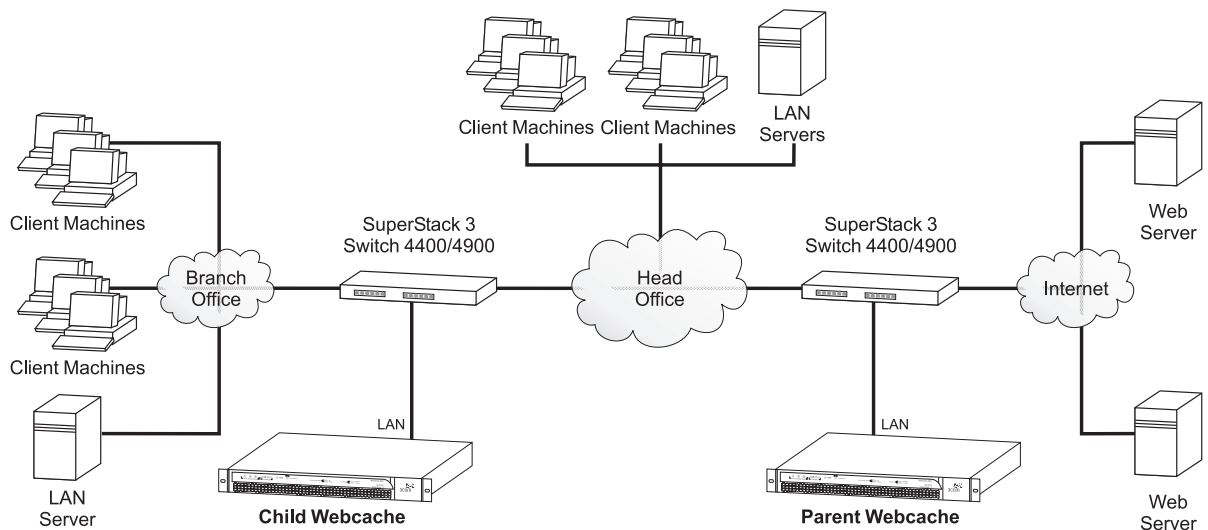 Client Machines
Client Machines
LAN
Servers
Client Machines
SuperStack 3
Switch 4400/4900
SuperStack 3
Switch 4400/4900
Web
Server
Branch
Office
Head
Office
Internet
Client Machines
LAN
LAN
LAN
Server
Child Webcache
Parent Webcache
Web
Server